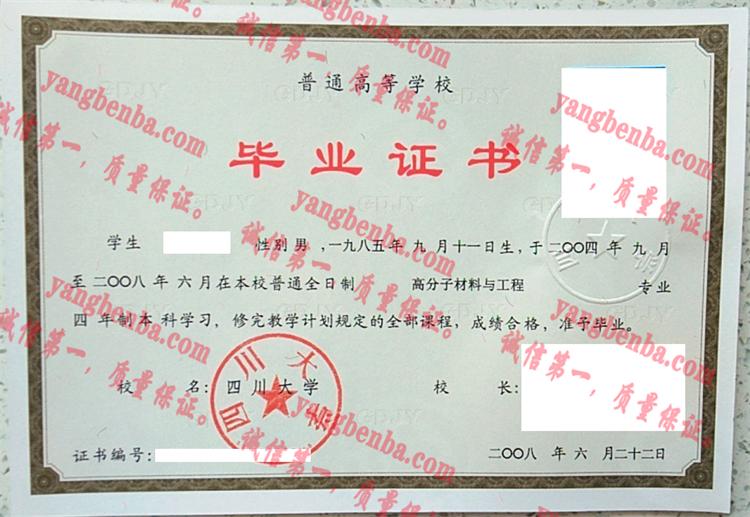 普通高等学校
毕业证书
学生 性别 男 ，一九八五年 九 月十一日生，于二〇〇四 年 九 月
至 二〇〇八 年 六 月在本校普通全日制 高分子材料与工程 专业
四 年制 本 科学习，修完教学计划规定的全部课程，成绩合格，准予毕业。
校 名：四川大学 校 长：
四川大学
证书编号： 二〇〇八 年 六 月二十二日
GDJY
yangbenba.com
诚信第一，质量保证。